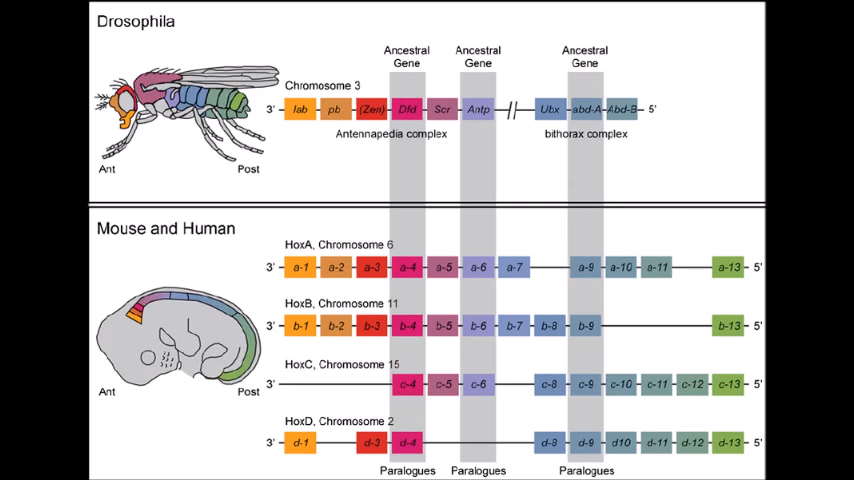 Drosophila
Ancestral Gene
Ancestral Gene
Ancestral Gene
Chromosome 3
3' lab pb (Zen) Dfd Scr Antp // Ubx abd-A Abd-B 5'
Antennapedia complex
bithorax complex
Ant
Post
Mouse and Human
HoxA, Chromosome 6
3' a-1 a-2 a-3 a-4 a-5 a-6 a-7 a-9 a-10 a-11 a-13 5'
HoxB, Chromosome 11
3' b-1 b-2 b-3 b-4 b-5 b-6 b-7 b-8 b-9 b-13 5'
HoxC, Chromosome 15
3' c-4 c-5 c-6 c-8 c-9 c-10 c-11 c-12 c-13 5'
Ant
Post
HoxD, Chromosome 2
3' d-1 d-3 d-4 d-8 d-9 d10 d-11 d-12 d-13 5'
Paralogues
Paralogues
Paralogues